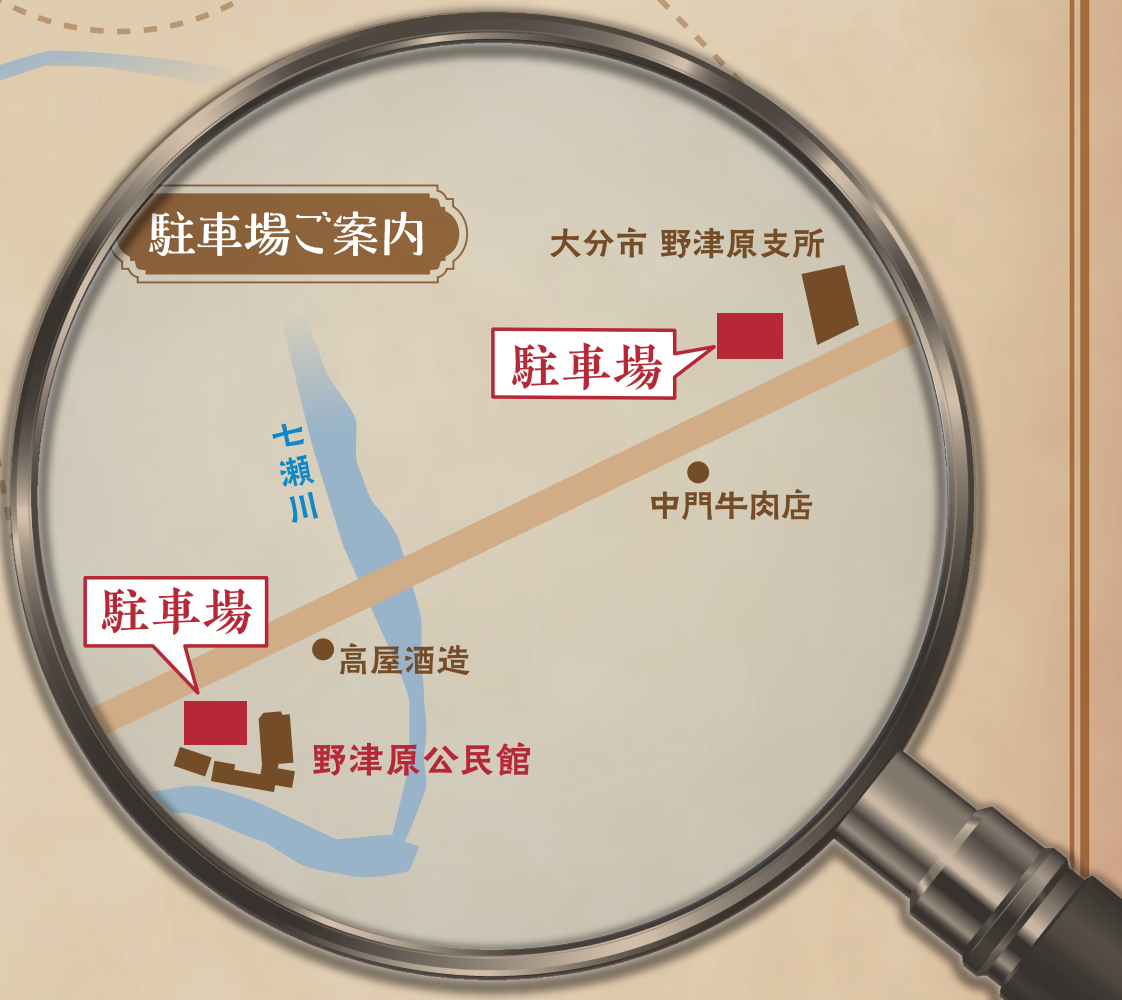 駐車場ご案内
大分市 野津原支所
駐車場
七瀬川
中門牛肉店
駐車場
高屋酒造
野津原公民館